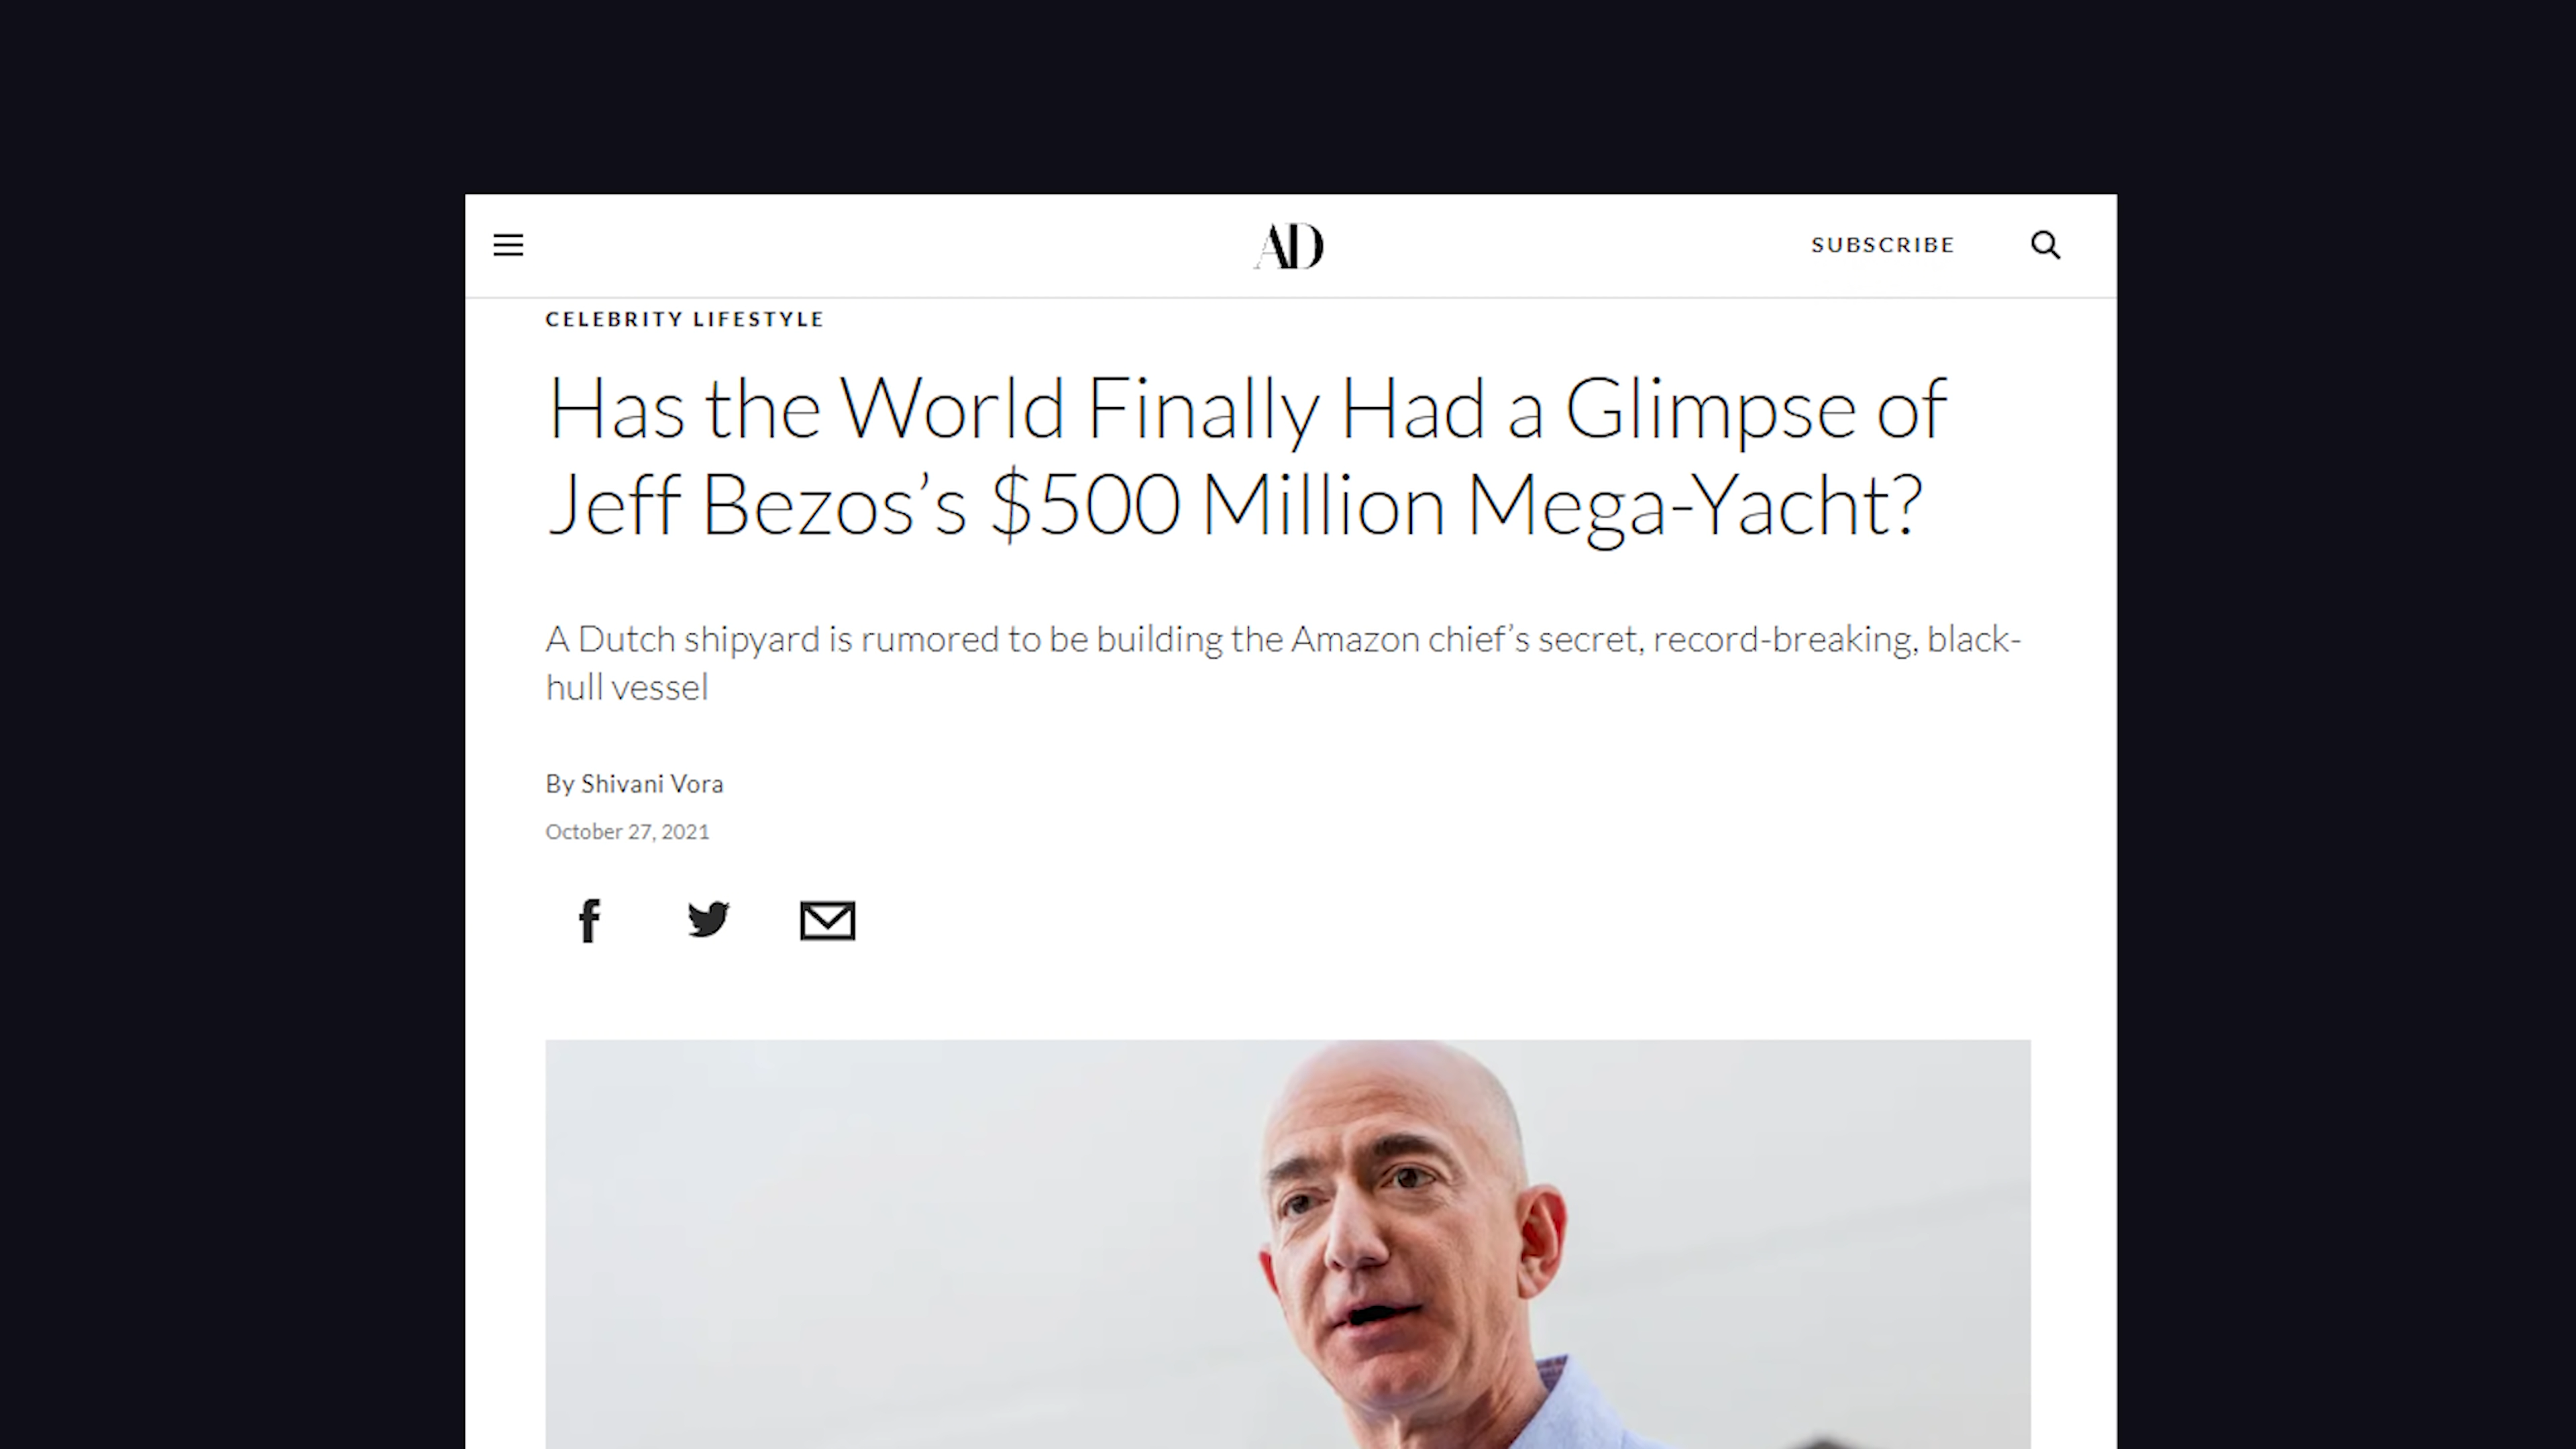 AD
SUBSCRIBE
CELEBRITY LIFESTYLE
Has the World Finally Had a Glimpse of
Jeff Bezos’s $500 Million Mega-Yacht?
A Dutch shipyard is rumored to be building the Amazon chief’s secret, record-breaking, black-
hull vessel
By Shivani Vora
October 27, 2021